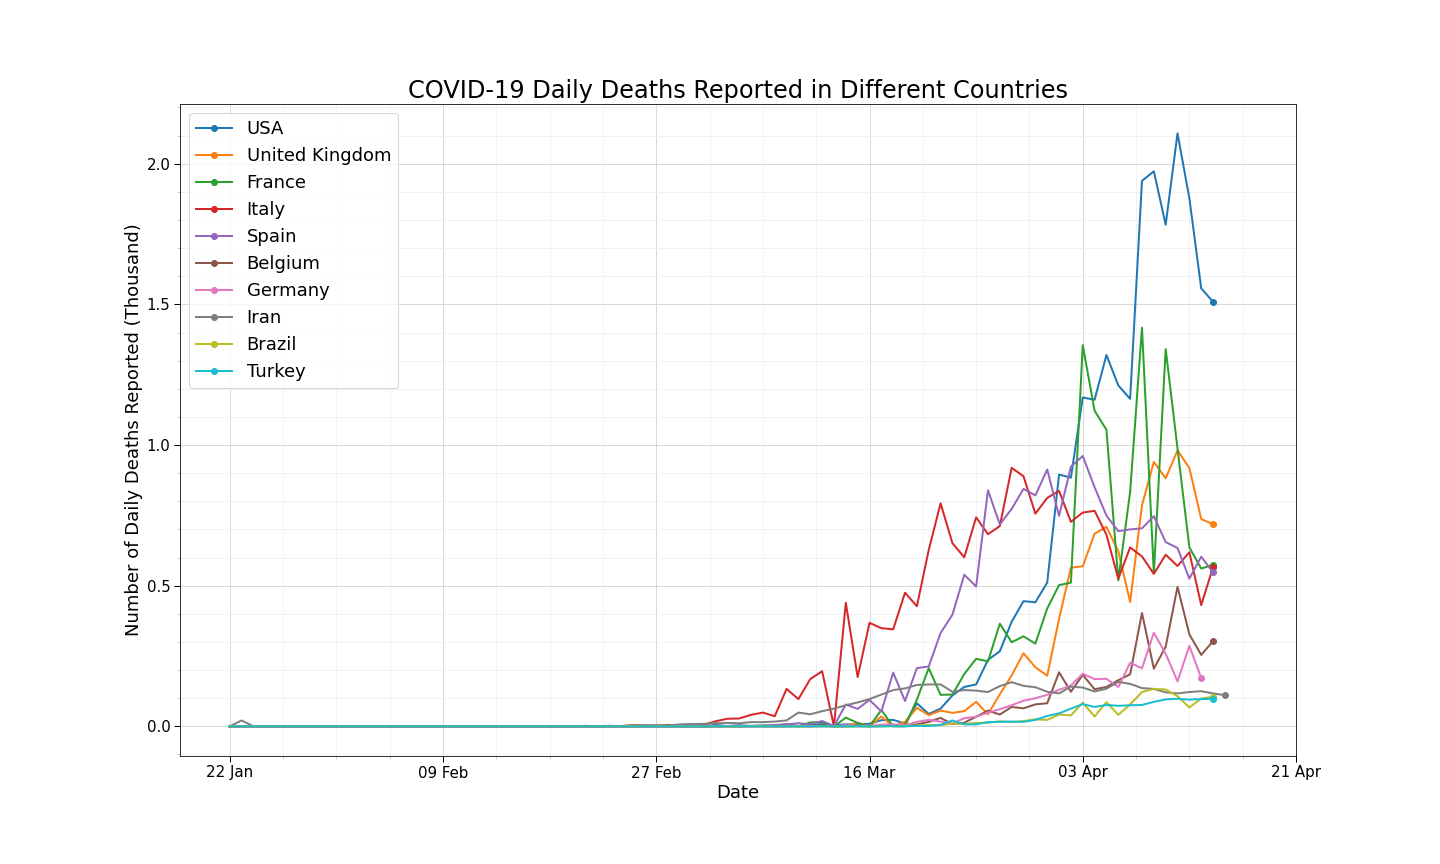 COVID-19 Daily Deaths Reported in Different Countries
USA
United Kingdom
France
Italy
Spain
Belgium
Germany
Iran
Brazil
Turkey
Number of Daily Deaths Reported (Thousand)
2.0
1.5
1.0
0.5
0.0
22 Jan
09 Feb
27 Feb
16 Mar
03 Apr
21 Apr
Date